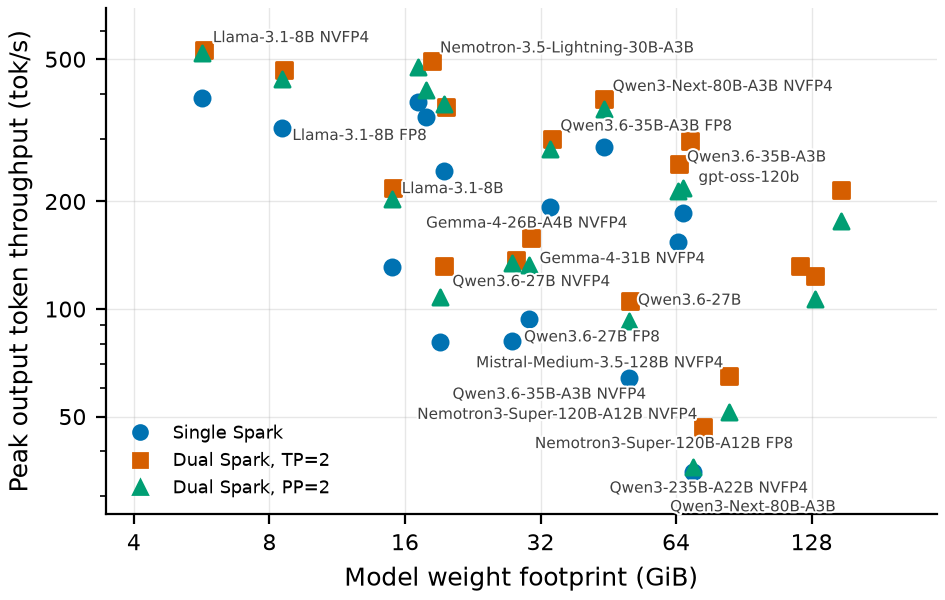 Peak output token throughput (tok/s)
500
200
100
50
Llama-3.1-8B NVFP4
Nemotron-3.5-Lightning-30B-A3B
Qwen3-Next-80B-A3B NVFP4
Llama-3.1-8B FP8
Qwen3.6-35B-A3B FP8
Qwen3.6-35B-A3B
gpt-oss-120b
Llama-3.1-8B
Gemma-4-26B-A4B NVFP4
Gemma-4-31B NVFP4
Qwen3.6-27B NVFP4
Qwen3.6-27B
Qwen3.6-27B FP8
Mistral-Medium-3.5-128B NVFP4
Qwen3.6-35B-A3B NVFP4
Nemotron3-Super-120B-A12B NVFP4
Nemotron3-Super-120B-A12B FP8
Qwen3-235B-A22B NVFP4
Qwen3-Next-80B-A3B
Single Spark
Dual Spark, TP=2
Dual Spark, PP=2
4 8 16 32 64 128
Model weight footprint (GiB)